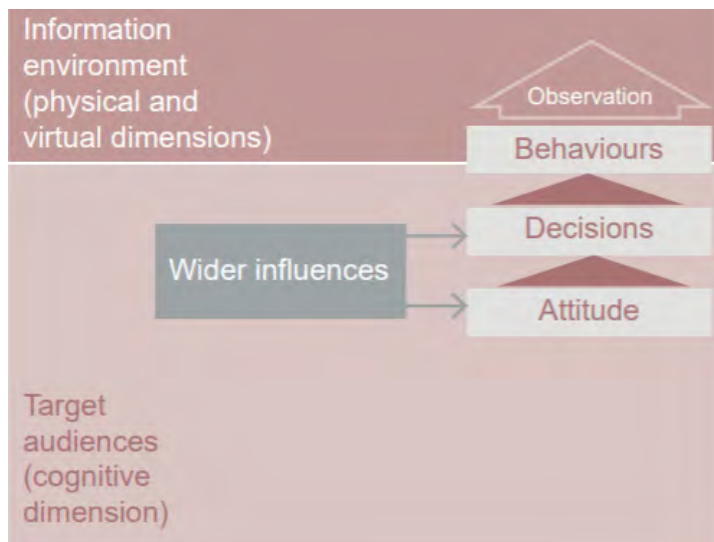 Information
environment
(physical and
virtual dimensions)
Observation
Behaviours
Decisions
Wider influences
Attitude
Target
audiences
(cognitive
dimension)